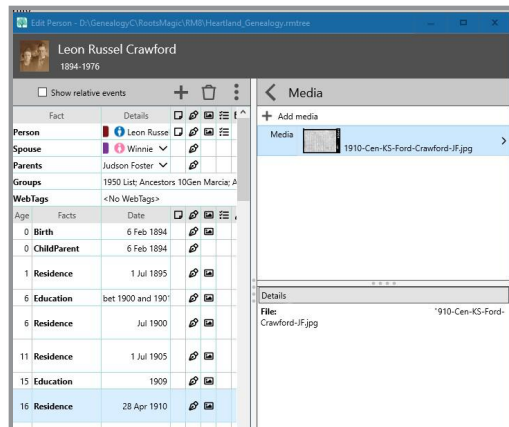 Edit Person - D:\GenealogyC\RootsMagic\RM8\Heartland_Genealogy.rmtree
Leon Russel Crawford
1894-1976
Show relative events
Fact Details
Person Leon Russe
Spouse Winnie
Parents Judson Foster
Groups 1950 List; Ancestors 10Gen Marcia; A
WebTags <No WebTags>
Age Facts Date
0 Birth 6 Feb 1894
0 ChildParent 6 Feb 1894
1 Residence 1 Jul 1895
6 Education bet 1900 and 190
6 Residence Jul 1900
11 Residence 1 Jul 1905
15 Education 1909
16 Residence 28 Apr 1910
Media
+ Add media
Media 1910-Cen-KS-Ford-Crawford-JF.jpg
Details
File: 910-Cen-KS-Ford-
Crawford-JF.jpg